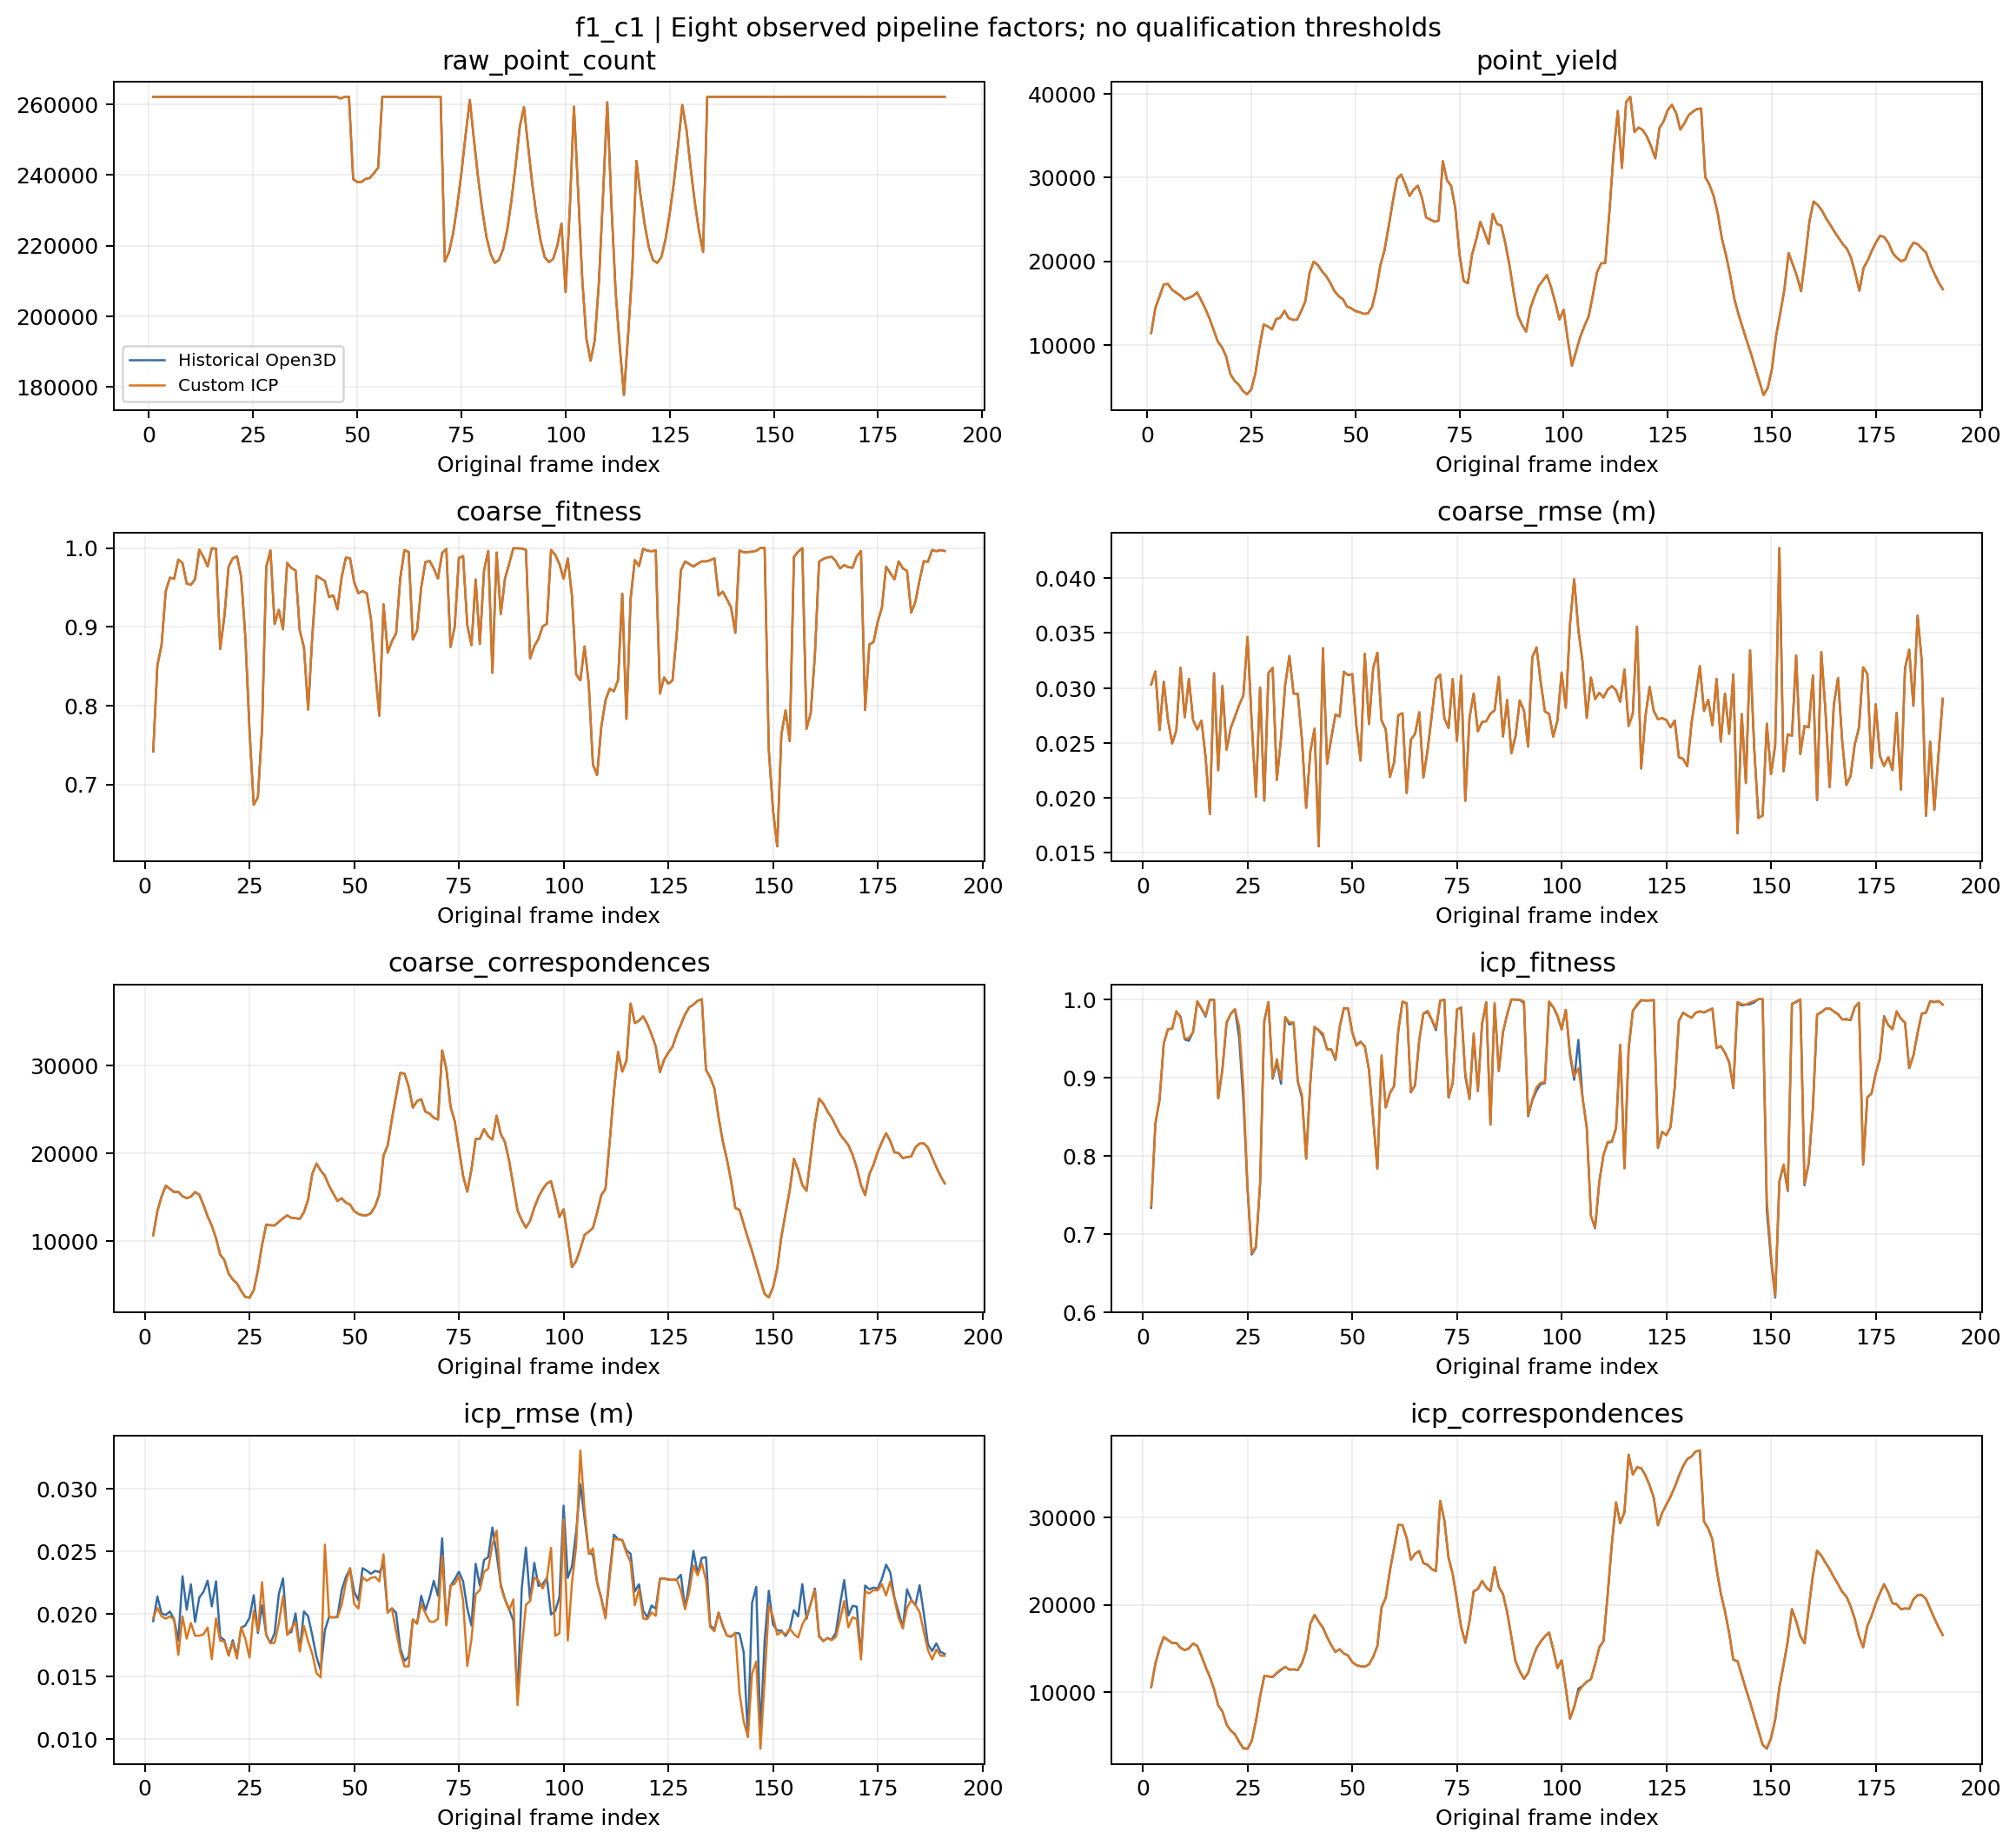 f1_c1 | Eight observed pipeline factors; no qualification thresholds
raw_point_count
260000
240000
220000
200000
180000
Historical Open3D
Custom ICP
0 25 50 75 100 125 150 175 200
Original frame index
point_yield
40000
30000
20000
10000
0 25 50 75 100 125 150 175 200
Original frame index
coarse_fitness
1.0
0.9
0.8
0.7
0 25 50 75 100 125 150 175 200
Original frame index
coarse_rmse (m)
0.040
0.035
0.030
0.025
0.020
0.015
0 25 50 75 100 125 150 175 200
Original frame index
coarse_correspondences
30000
20000
10000
0 25 50 75 100 125 150 175 200
Original frame index
icp_fitness
1.0
0.9
0.8
0.7
0.6
0 25 50 75 100 125 150 175 200
Original frame index
icp_rmse (m)
0.030
0.025
0.020
0.015
0.010
0 25 50 75 100 125 150 175 200
Original frame index
icp_correspondences
30000
20000
10000
0 25 50 75 100 125 150 175 200
Original frame index